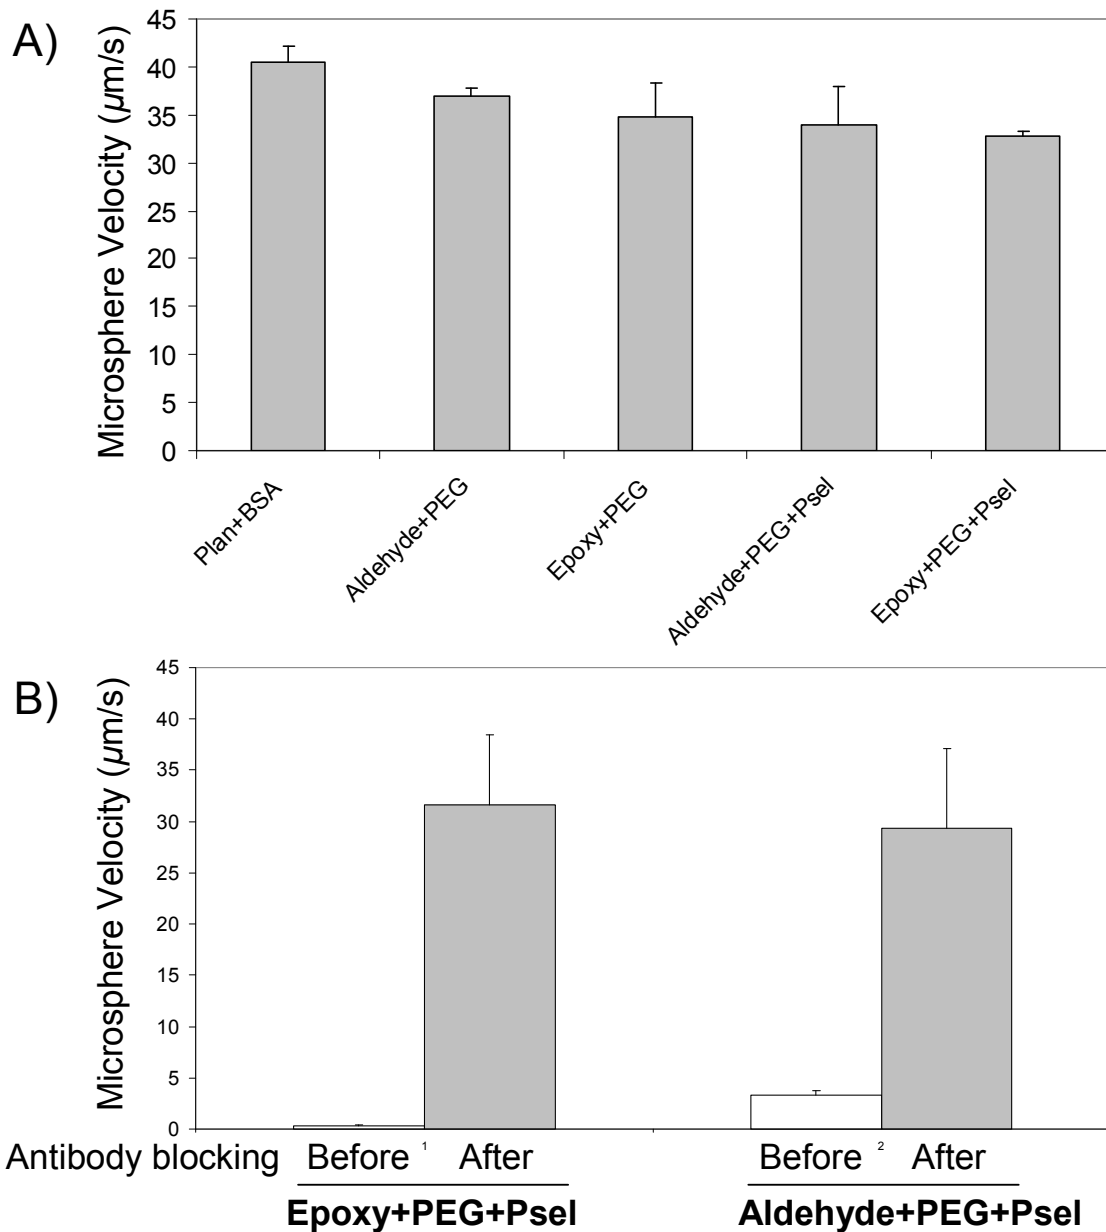 A)
Microsphere Velocity (µm/s)
45
40
35
30
25
20
15
10
5
0
Plan+BSA
Aldehyde+PEG
Epoxy+PEG
Aldehyde+PEG+Psel
Epoxy+PEG+Psel
B)
Microsphere Velocity (µm/s)
45
40
35
30
25
20
15
10
5
0
Antibody blocking Before 1 After Before 2 After
Epoxy+PEG+Psel Aldehyde+PEG+Psel